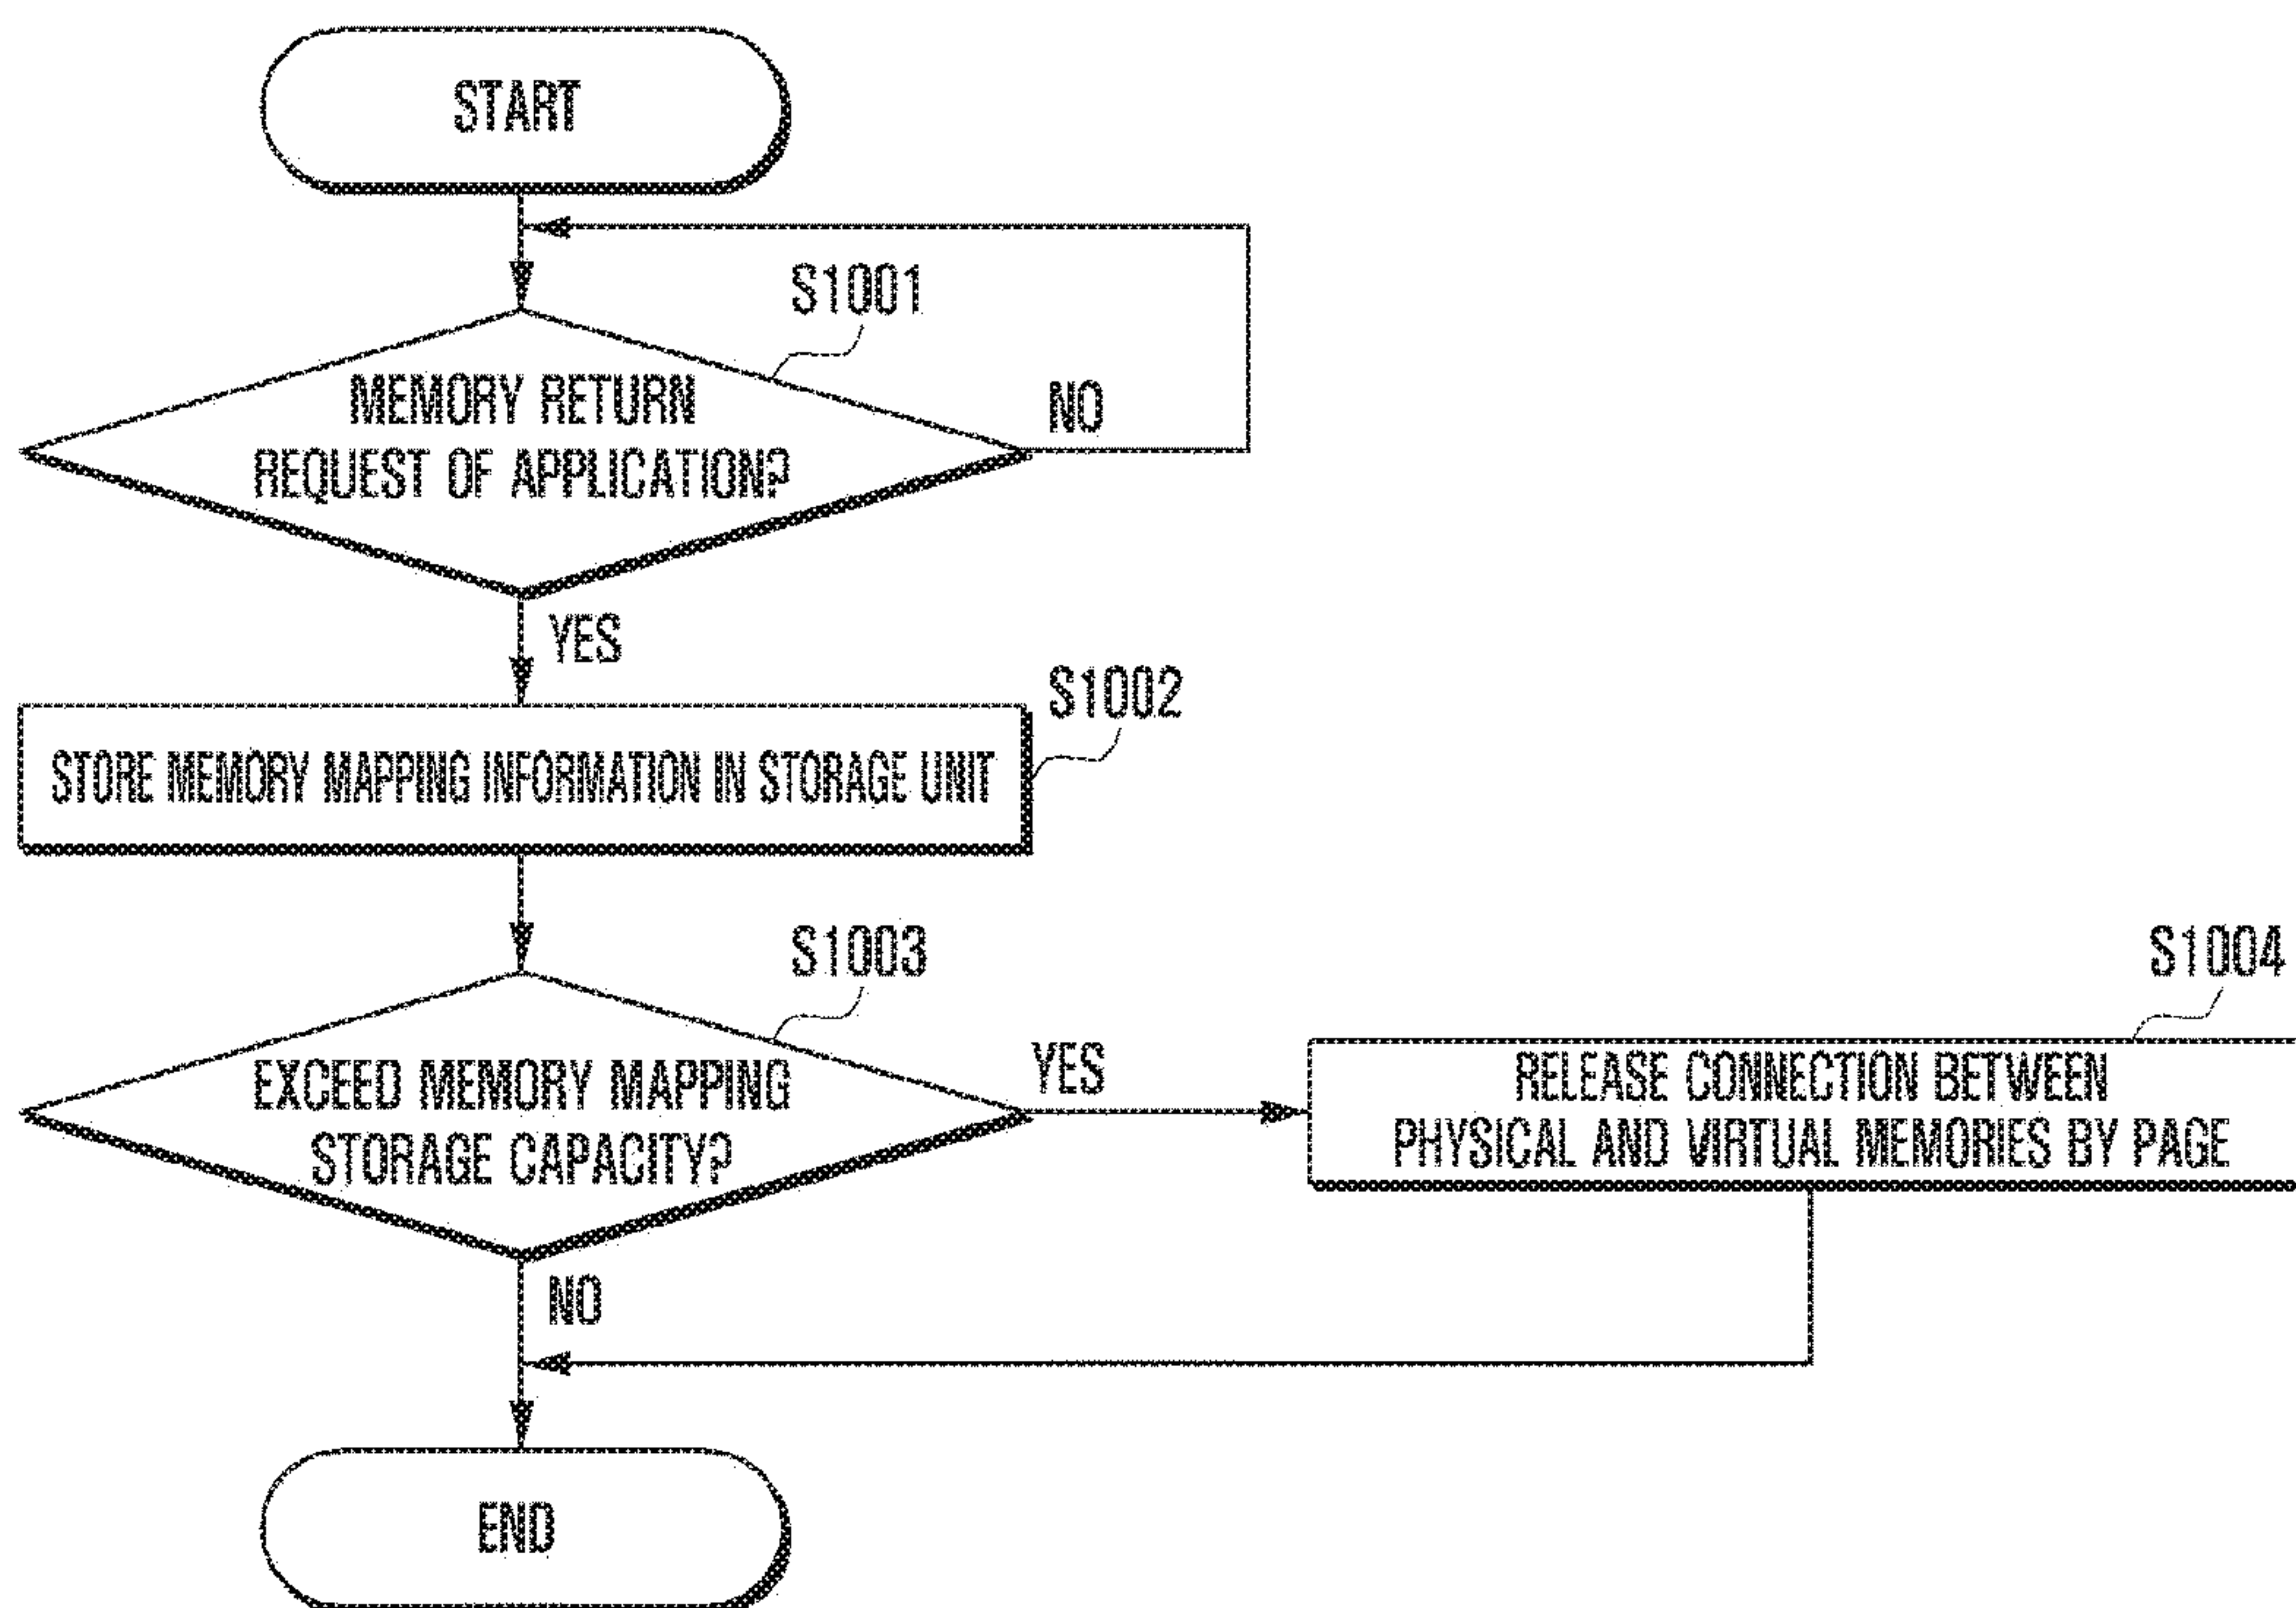 START
S1001
MEMORY RETURN
REQUEST OF APPLICATION?
NO
YES
S1002
STORE MEMORY MAPPING INFORMATION IN STORAGE UNIT
S1003
EXCEED MEMORY MAPPING
STORAGE CAPACITY?
YES
S1004
RELEASE CONNECTION BETWEEN
PHYSICAL AND VIRTUAL MEMORIES BY PAGE
NO
END